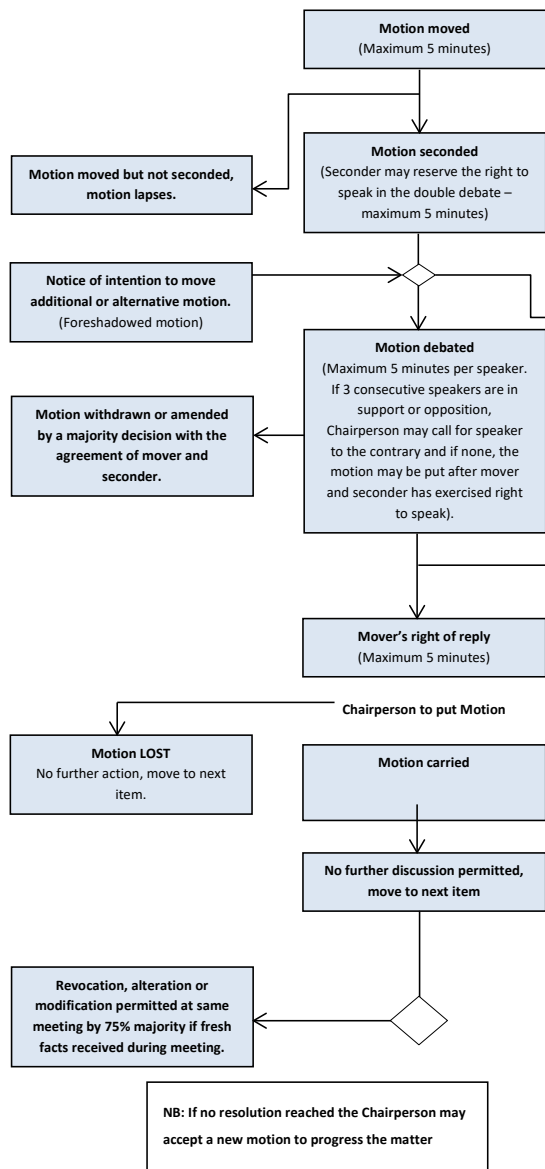 Motion moved
(Maximum 5 minutes)
Motion seconded
(Seconder may reserve the right to
speak in the double debate –
maximum 5 minutes)
Motion moved but not seconded,
motion lapses.
Notice of intention to move
additional or alternative motion.
(Foreshadowed motion)
Motion debated
(Maximum 5 minutes per speaker.
If 3 consecutive speakers are in
support or opposition,
Chairperson may call for speaker
to the contrary and if none, the
motion may be put after mover
and seconder has exercised right
to speak).
Motion withdrawn or amended
by a majority decision with the
agreement of mover and
seconder.
Mover’s right of reply
(Maximum 5 minutes)
Chairperson to put Motion
Motion LOST
No further action, move to next
item.
Motion carried
No further discussion permitted,
move to next item
Revocation, alteration or
modification permitted at same
meeting by 75% majority if fresh
facts received during meeting.
NB: If no resolution reached the Chairperson may
accept a new motion to progress the matter